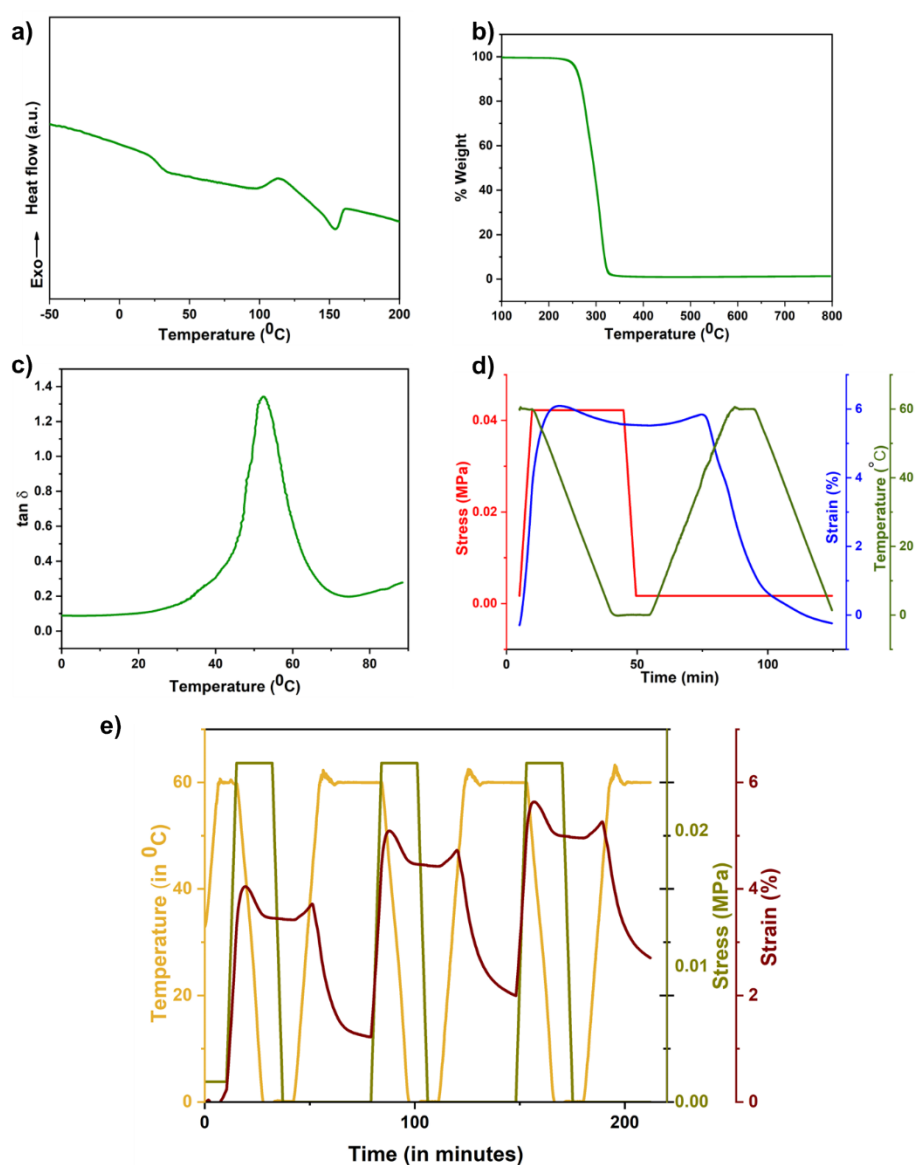 a)
Exo→ Heat flow (a.u.)
-50 0 50 100 150 200
Temperature (⁰C)
b)
% Weight
100
80
60
40
20
0
100 200 300 400 500 600 700 800
Temperature (⁰C)
c)
tan δ
1.4
1.2
1.0
0.8
0.6
0.4
0.2
0.0
0 20 40 60 80
Temperature (⁰C)
d)
Stress (MPa)
0.04
0.02
0.00
0 50 100
Time (min)
Strain (%)
6
4
2
0
Temperature (°C)
60
40
20
0
e)
Temperature (in ⁰C)
60
40
20
0
0 100 200
Time (in minutes)
Stress (MPa)
0.02
0.01
0.00
Strain (%)
6
4
2
0